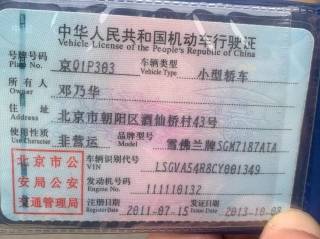 中华人民共和国机动车行驶证
Vehicle License of the People's Republic of China
号牌号码 京Q1P303 车辆类型 小型轿车
Plate No. Vehicle Type
所有人 邓乃华
Owner
住址 北京市朝阳区酒仙桥村43号
Address
使用性质 非营运 品牌型号 雪佛兰牌SGM7187ATA
Use Character Model
北京市公安局公安交通管理局
车辆识别代号 LSGVA54R8CY001349
VIN
发动机号码 111110132
Engine No.
注册日期 2011-07-15 发证日期 2013-10-08
Register Date Issue Date